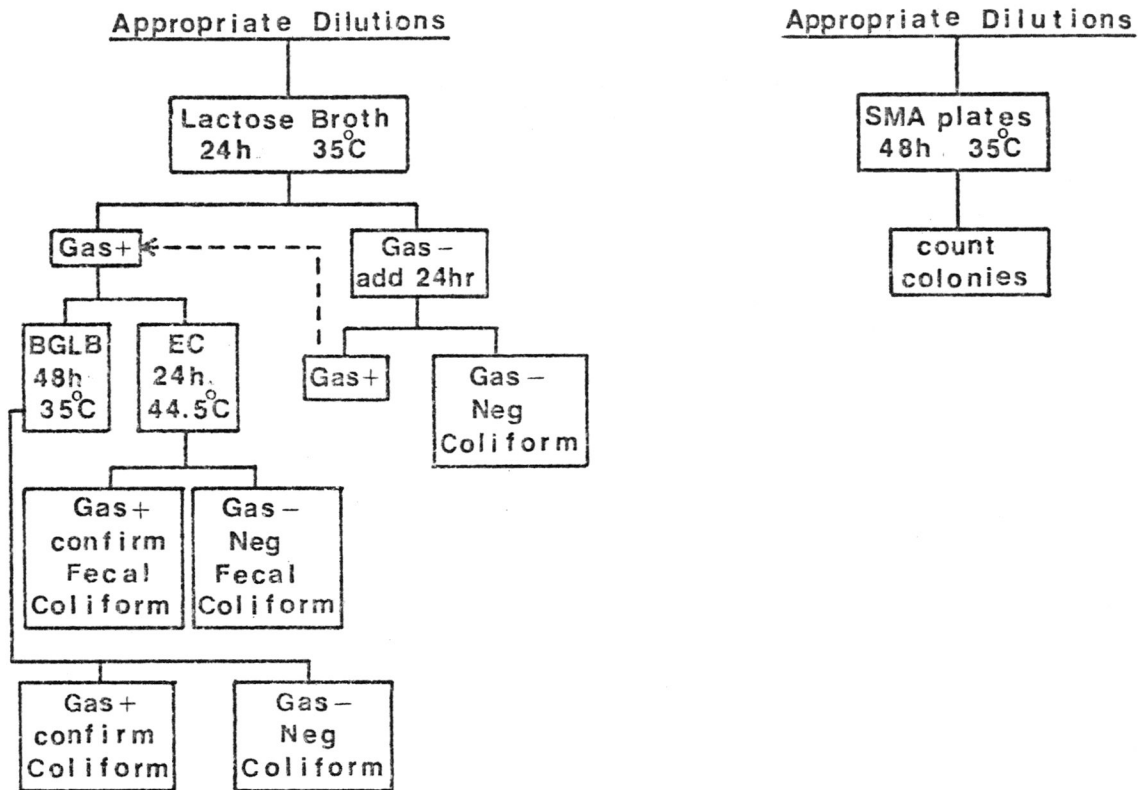 Appropriate Dilutions
Lactose Broth
24h 35°C
Gas+
Gas-
add 24hr
BGLB
48h
35°C
EC
24h
44.5°C
Gas+
Gas-
Neg
Coliform
Gas+
confirm
Fecal
Coliform
Gas-
Neg
Fecal
Coliform
Gas+
confirm
Coliform
Gas-
Neg
Coliform
Appropriate Dilutions
SMA plates
48h 35°C
count
colonies